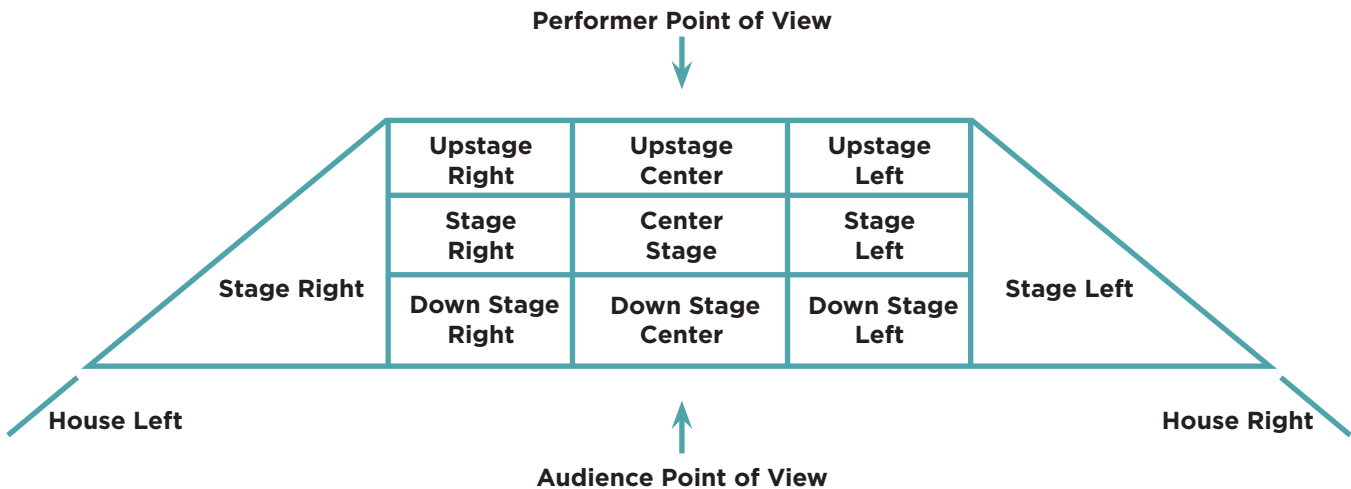 Performer Point of View
Upstage
Right
Upstage
Center
Upstage
Left
Stage
Right
Center
Stage
Stage
Left
Stage Right
Stage Left
Down Stage
Right
Down Stage
Center
Down Stage
Left
House Left
House Right
Audience Point of View